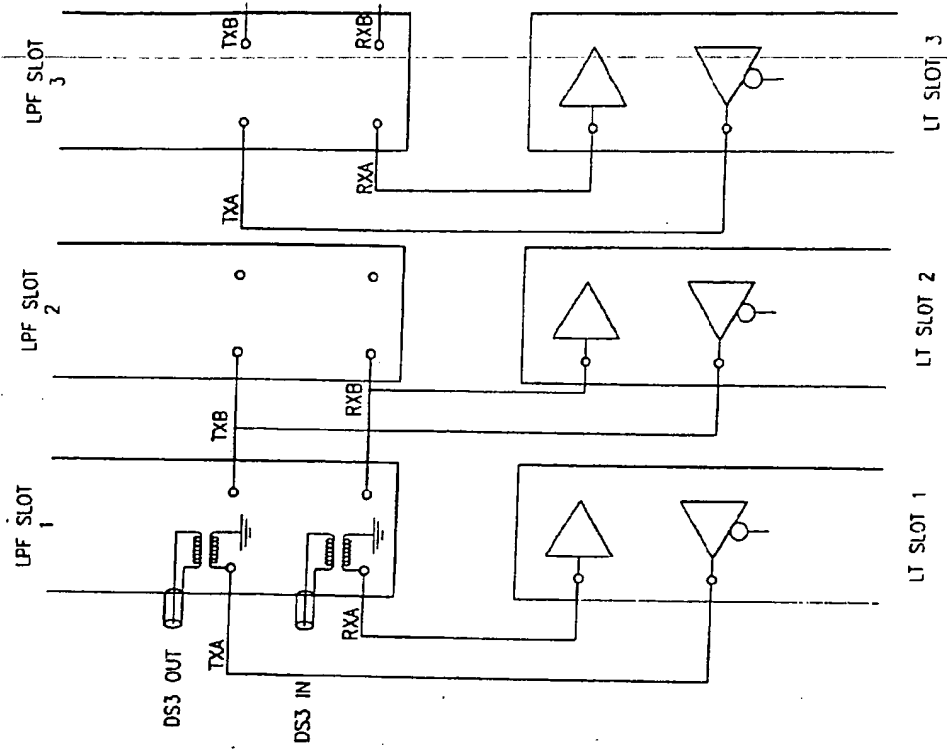 LPF SLOT
1
LPF SLOT
2
LPF SLOT
3
DS3 OUT
TXA
TXB
TXA
TXB
DS3 IN
RXA
RXB
RXA
RXB
LT SLOT 1
LT SLOT 2
LT SLOT 3